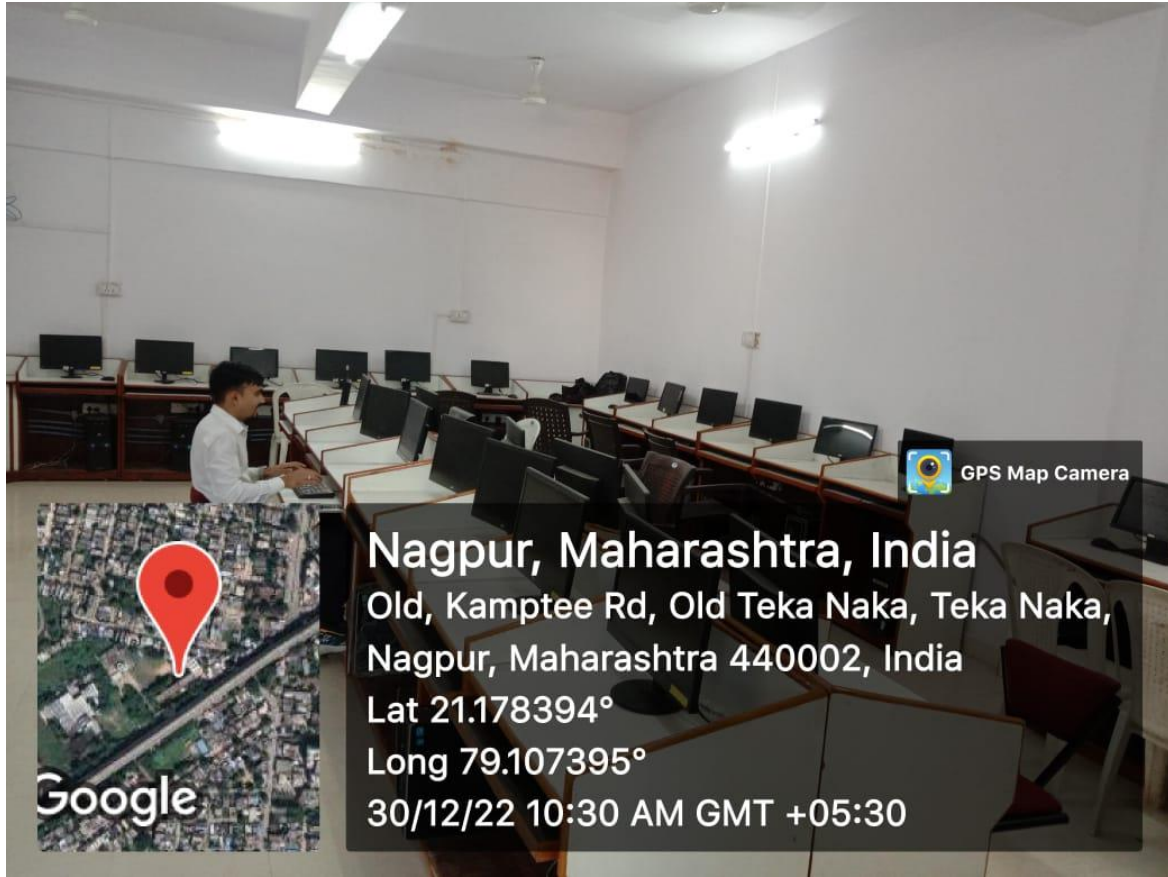 GPS Map Camera
Nagpur, Maharashtra, India
Old, Kamptee Rd, Old Teka Naka, Teka Naka,
Nagpur, Maharashtra 440002, India
Lat 21.178394°
Long 79.107395°
30/12/22 10:30 AM GMT +05:30
Google